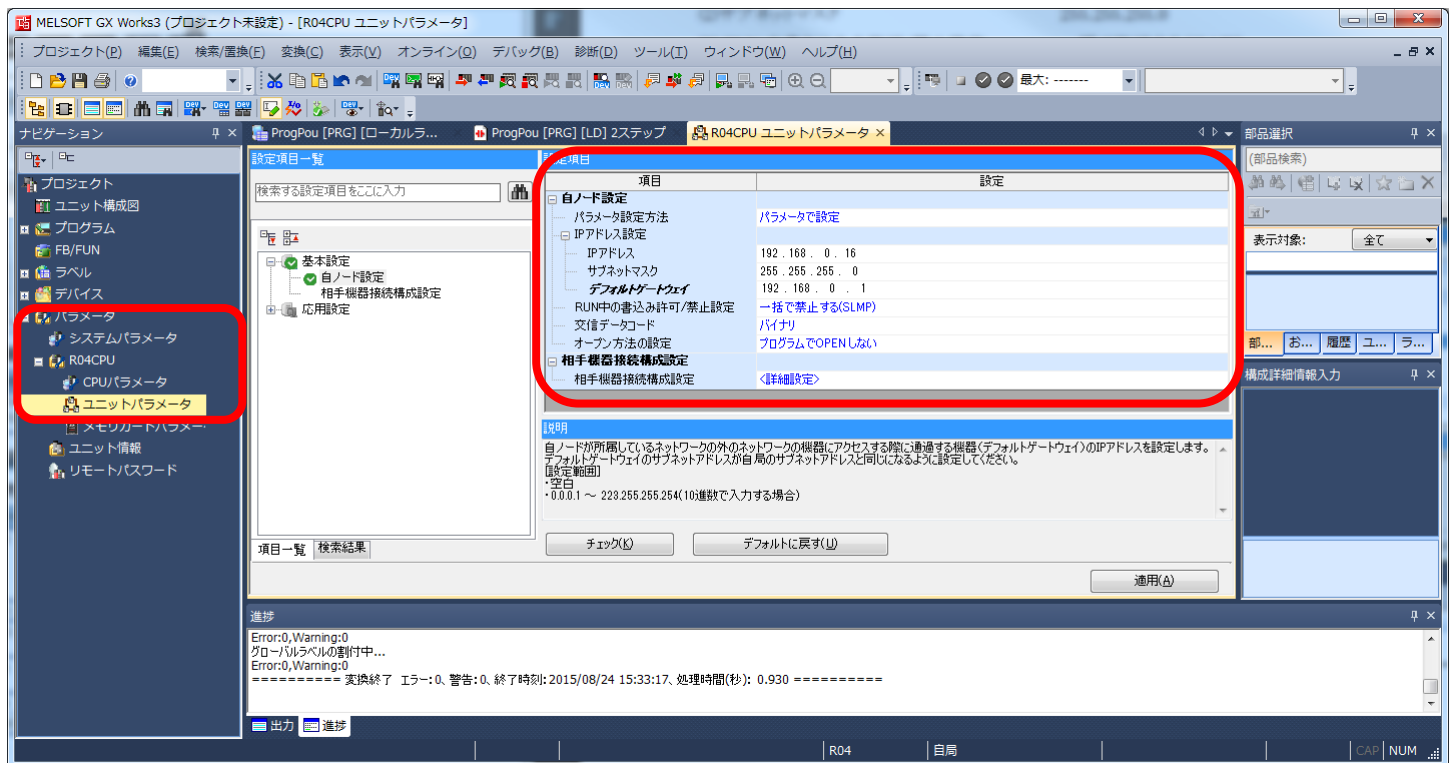 MELSOFT GX Works3 (プロジェクト未設定) - [R04CPU ユニットパラメータ]
プロジェクト(P) 編集(E) 検索/置換(F) 変換(C) 表示(V) オンライン(O) デバッグ(B) 診断(D) ツール(T) ウィンドウ(W) ヘルプ(H)
最大: -------
ナビゲーション
ProgPou [PRG] [ローカルラ...
ProgPou [PRG] [LD] 2ステップ
R04CPU ユニットパラメータ
部品選択
プロジェクト
ユニット構成図
プログラム
FB/FUN
ラベル
デバイス
パラメータ
システムパラメータ
R04CPU
CPUパラメータ
ユニットパラメータ
メモリカードパラメー
ユニット情報
リモートパスワード
設定項目一覧
検索する設定項目をここに入力
基本設定
自ノード設定
相手機器接続構成設定
応用設定
項目一覧 検索結果
設定項目
項目 設定
自ノード設定
パラメータ設定方法 パラメータで設定
IPアドレス設定
IPアドレス 192 . 168 . 0 . 16
サブネットマスク 255 . 255 . 255 . 0
デフォルトゲートウェイ 192 . 168 . 0 . 1
RUN中の書込み許可/禁止設定 一括で禁止する(SLMP)
交信データコード バイナリ
オープン方法の設定 プログラムでOPENしない
相手機器接続構成設定
相手機器接続構成設定 <詳細設定>
説明
自ノードが所属しているネットワークの外のネットワークの機器にアクセスする際に通過する機器(デフォルトゲートウェイ)のIPアドレスを設定します。
デフォルトゲートウェイのサブネットアドレスが自局のサブネットアドレスと同じになるように設定してください。
[設定範囲]
・空白
・0.0.0.1 ～ 223.255.255.254(10進数で入力する場合)
チェック(K) デフォルトに戻す(U)
適用(A)
(部品検索)
表示対象: 全て
部... お... 履歴 ユ... ラ...
構成詳細情報入力
進捗
Error:0,Warning:0
グローバルラベルの割付中...
Error:0,Warning:0
========== 変換終了 エラー: 0、警告: 0、終了時刻: 2015/08/24 15:33:17、処理時間(秒): 0.930 ==========
出力 進捗
R04 自局 CAP NUM